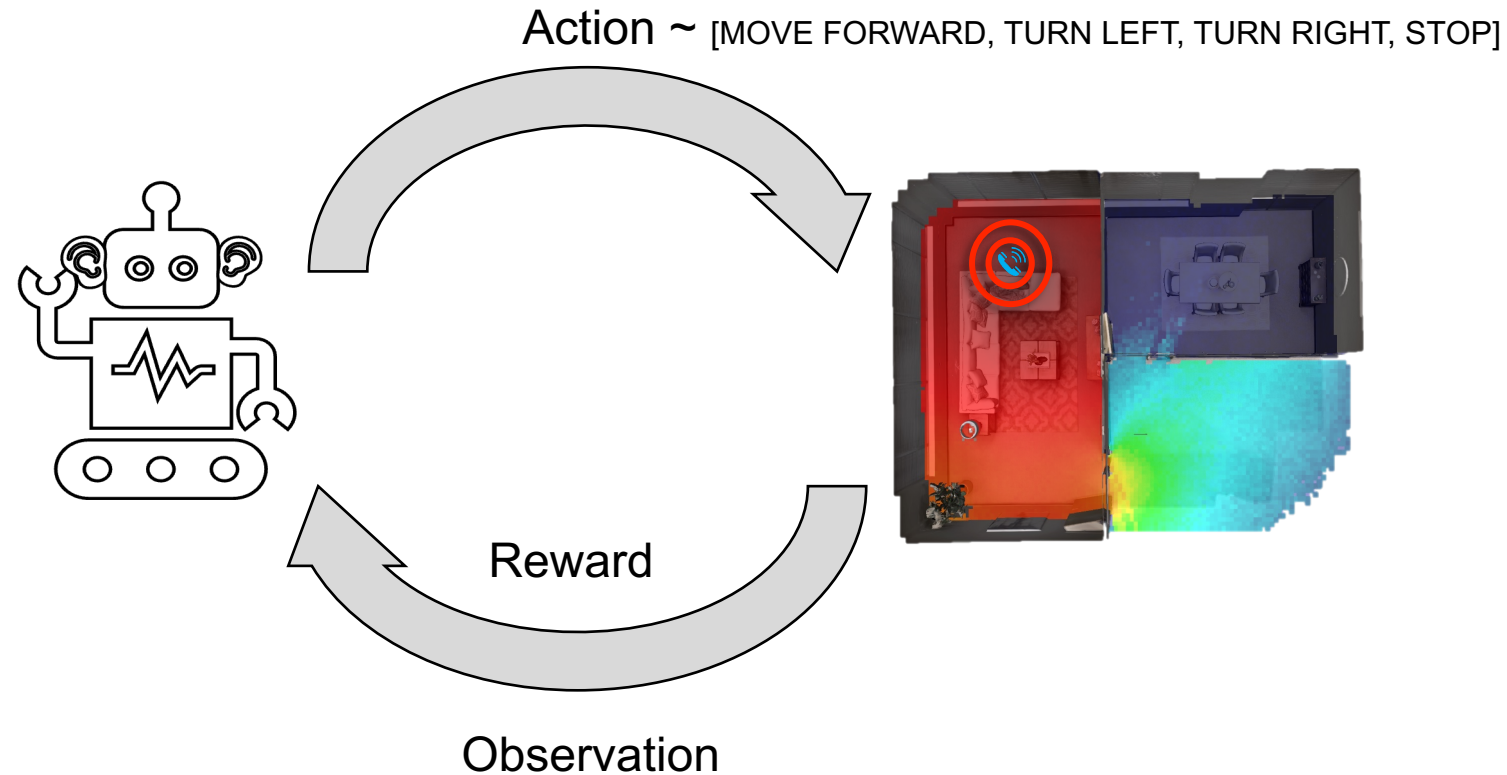 Action ~ [MOVE FORWARD, TURN LEFT, TURN RIGHT, STOP]
Reward
Observation